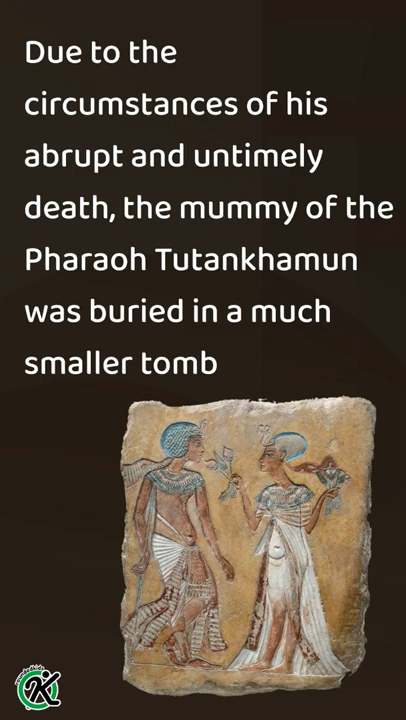 Due to the
circumstances of his
abrupt and untimely
death, the mummy of the
Pharaoh Tutankhamun
was buried in a much
smaller tomb